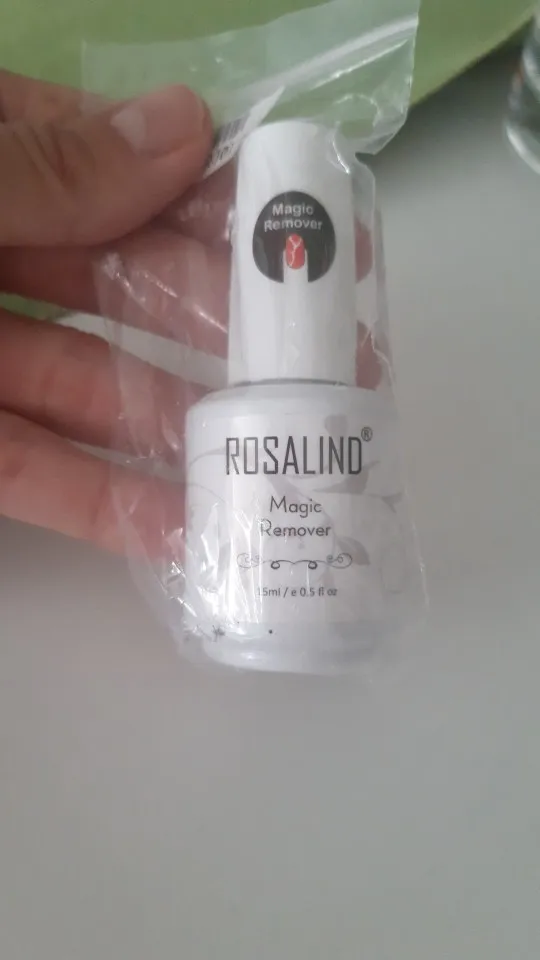 Magic
Remover
ROSALIND®
Magic
Remover
15ml / e 0.5 fl oz